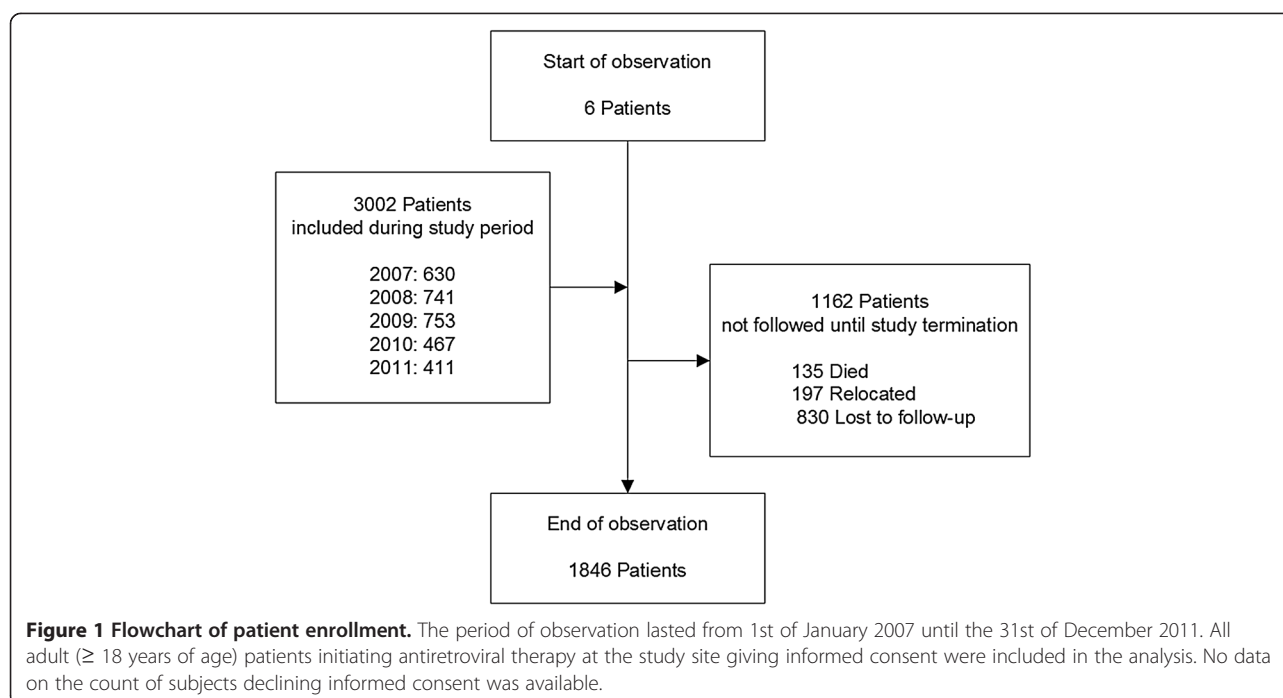 Start of observation
6 Patients
3002 Patients
included during study period
2007: 630
2008: 741
2009: 753
2010: 467
2011: 411
1162 Patients
not followed until study termination
135 Died
197 Relocated
830 Lost to follow-up
End of observation
1846 Patients
Figure 1 Flowchart of patient enrollment. The period of observation lasted from 1st of January 2007 until the 31st of December 2011. All
adult (≥ 18 years of age) patients initiating antiretroviral therapy at the study site giving informed consent were included in the analysis. No data
on the count of subjects declining informed consent was available.